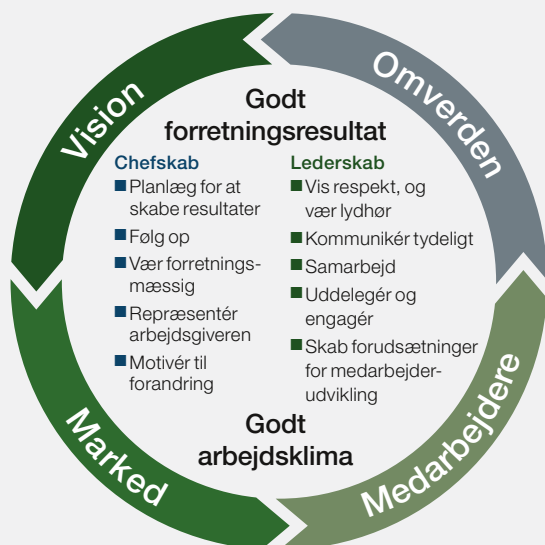 Vision
Omverden
Godt
forretningsresultat
Chefskab
■ Planlæg for at
skabe resultater
■ Følg op
■ Vær forretnings-
mæssig
■ Repræsentér
arbejdsgiveren
■ Motivér til
forandring
Lederskab
■ Vis respekt, og
vær lydhør
■ Kommunikér tydeligt
■ Samarbejd
■ Uddelegér og
engagér
■ Skab forudsætninger
for medarbejder-
udvikling
Godt
arbejdsklima
Marked
Medarbejdere